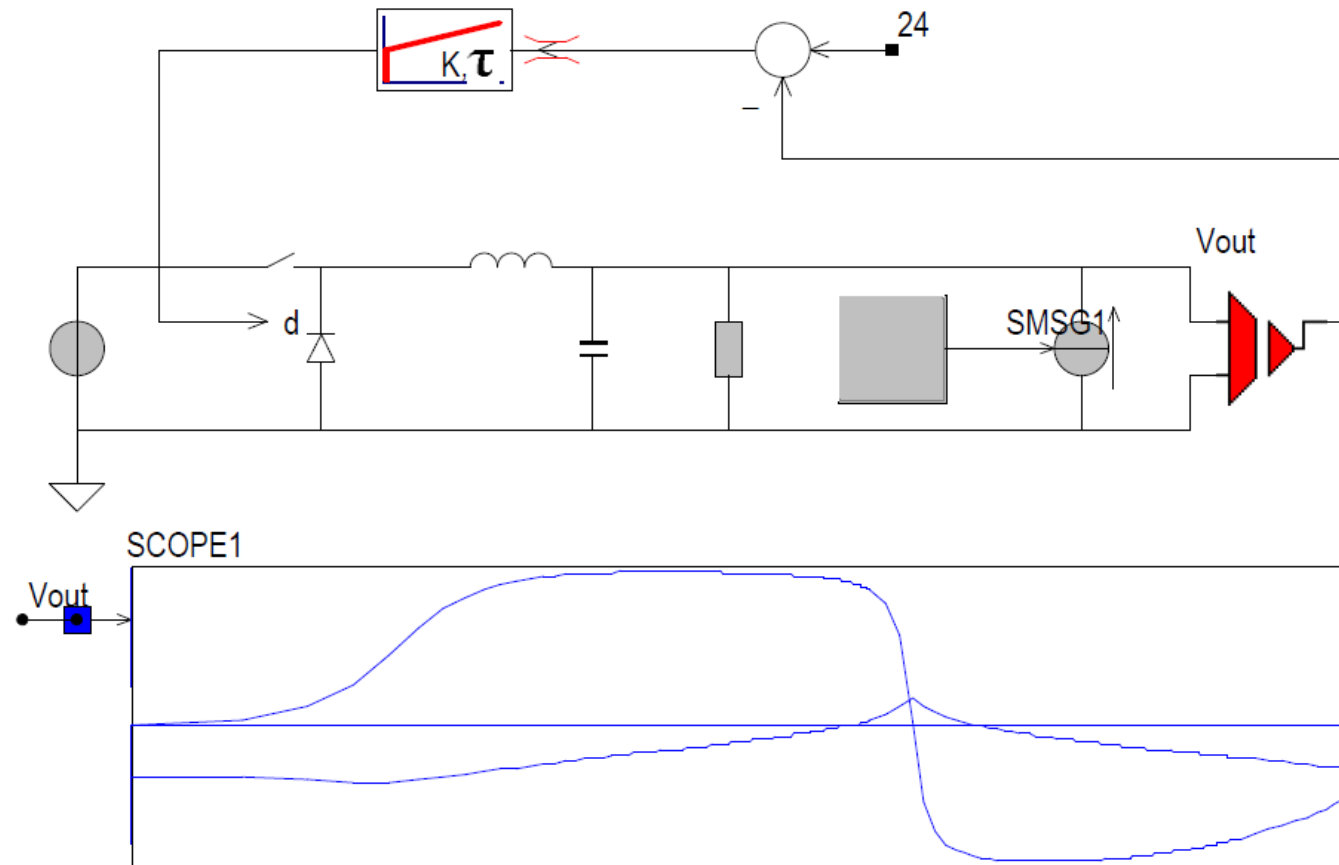 24
K, τ
–
Vout
d
SMSG1
SCOPE1
Vout